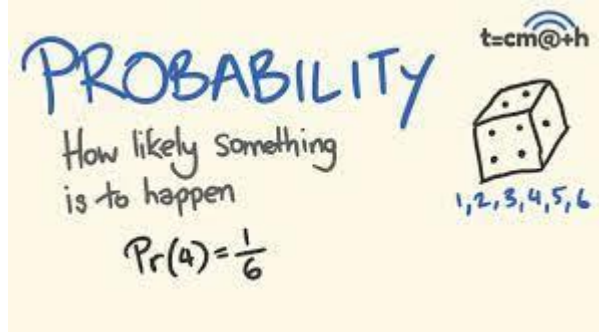 t=cm@+h
PROBABILITY
How likely something
is to happen
1,2,3,4,5,6
Pr(4)=1/6